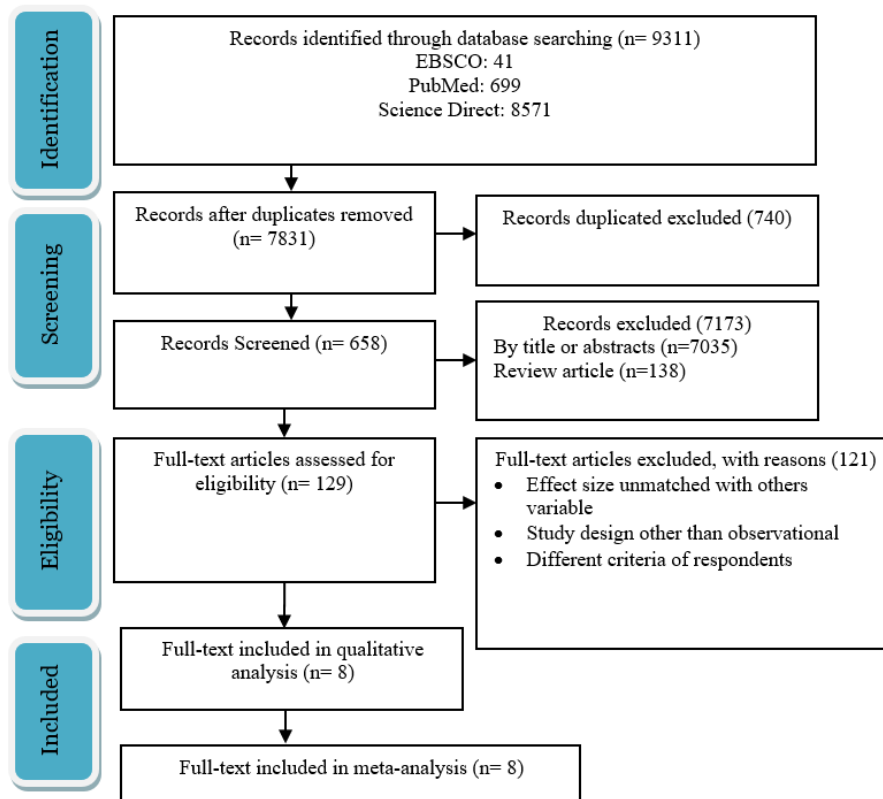 Identification
Records identified through database searching (n= 9311)
EBSCO: 41
PubMed: 699
Science Direct: 8571
Screening
Records after duplicates removed
(n= 7831)
Records duplicated excluded (740)
Records Screened (n= 658)
Records excluded (7173)
By title or abstracts (n=7035)
Review article (n=138)
Eligibility
Full-text articles assessed for
eligibility (n= 129)
Full-text articles excluded, with reasons (121)
• Effect size unmatched with others
variable
• Study design other than observational
• Different criteria of respondents
Included
Full-text included in qualitative
analysis (n= 8)
Full-text included in meta-analysis (n= 8)